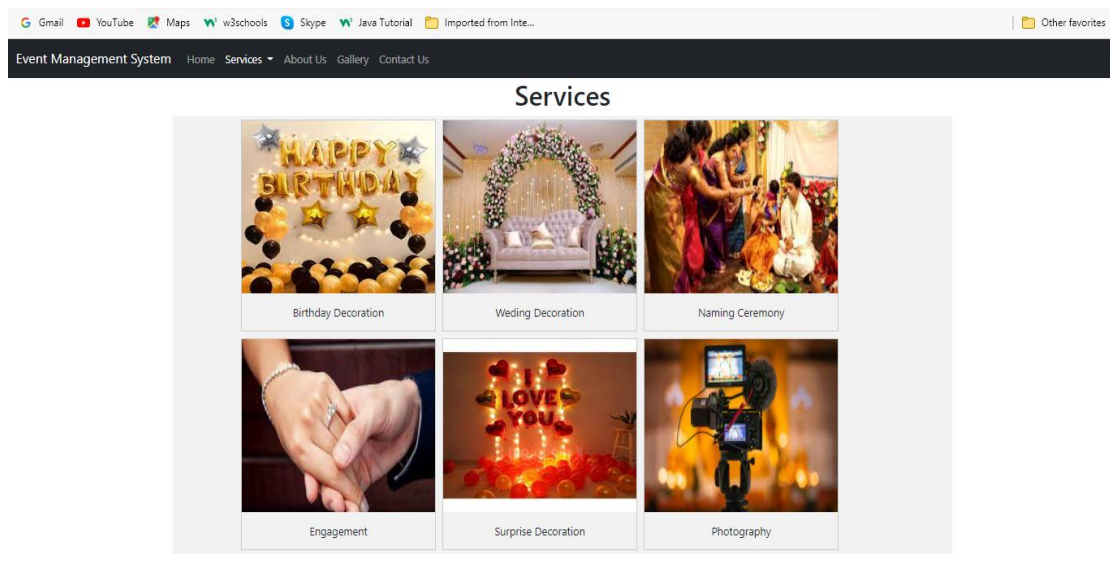 Gmail YouTube Maps w3schools Skype Java Tutorial Imported from Inte... Other favorites
Event Management System Home Services About Us Gallery Contact Us
Services
HAPPY
BIRTHDAY
Birthday Decoration Weding Decoration Naming Ceremony
I
LOVE
YOU
Engagement Surprise Decoration Photography